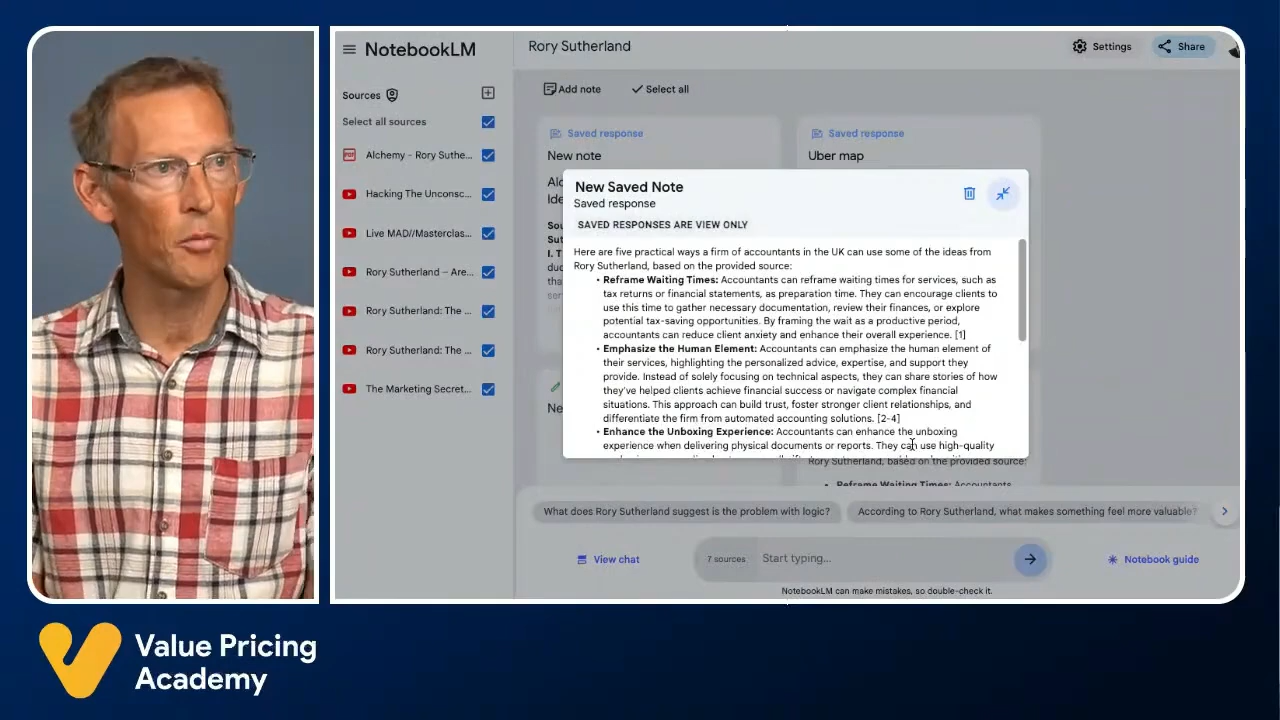 NotebookLM
Rory Sutherland
Settings
Share
Sources
Add note
Select all
Select all sources
Alchemy - Rory Suthe...
Hacking The Unconsc...
Live MAD//Masterclas...
Rory Sutherland – Are...
Rory Sutherland: The ...
Rory Sutherland: The ...
The Marketing Secret...
Saved response
New note
Saved response
Uber map
New Saved Note
Saved response
SAVED RESPONSES ARE VIEW ONLY
Here are five practical ways a firm of accountants in the UK can use some of the ideas from
Rory Sutherland, based on the provided source:
• Reframe Waiting Times: Accountants can reframe waiting times for services, such as
tax returns or financial statements, as preparation time. They can encourage clients to
use this time to gather necessary documentation, review their finances, or explore
potential tax-saving opportunities. By framing the wait as a productive period,
accountants can reduce client anxiety and enhance their overall experience. [1]
• Emphasize the Human Element: Accountants can emphasize the human element of
their services, highlighting the personalized advice, expertise, and support they
provide. Instead of solely focusing on technical aspects, they can share stories of how
they've helped clients achieve financial success or navigate complex financial
situations. This approach can build trust, foster stronger client relationships, and
differentiate the firm from automated accounting solutions. [2-4]
• Enhance the Unboxing Experience: Accountants can enhance the unboxing
experience when delivering physical documents or reports. They can use high-quality
Rory Sutherland, based on the provided source:
• Reframe Waiting Times: Accountants
What does Rory Sutherland suggest is the problem with logic?
According to Rory Sutherland, what makes something feel more valuable?
View chat
7 sources
Start typing...
Notebook guide
NotebookLM can make mistakes, so double-check it.
Value Pricing
Academy